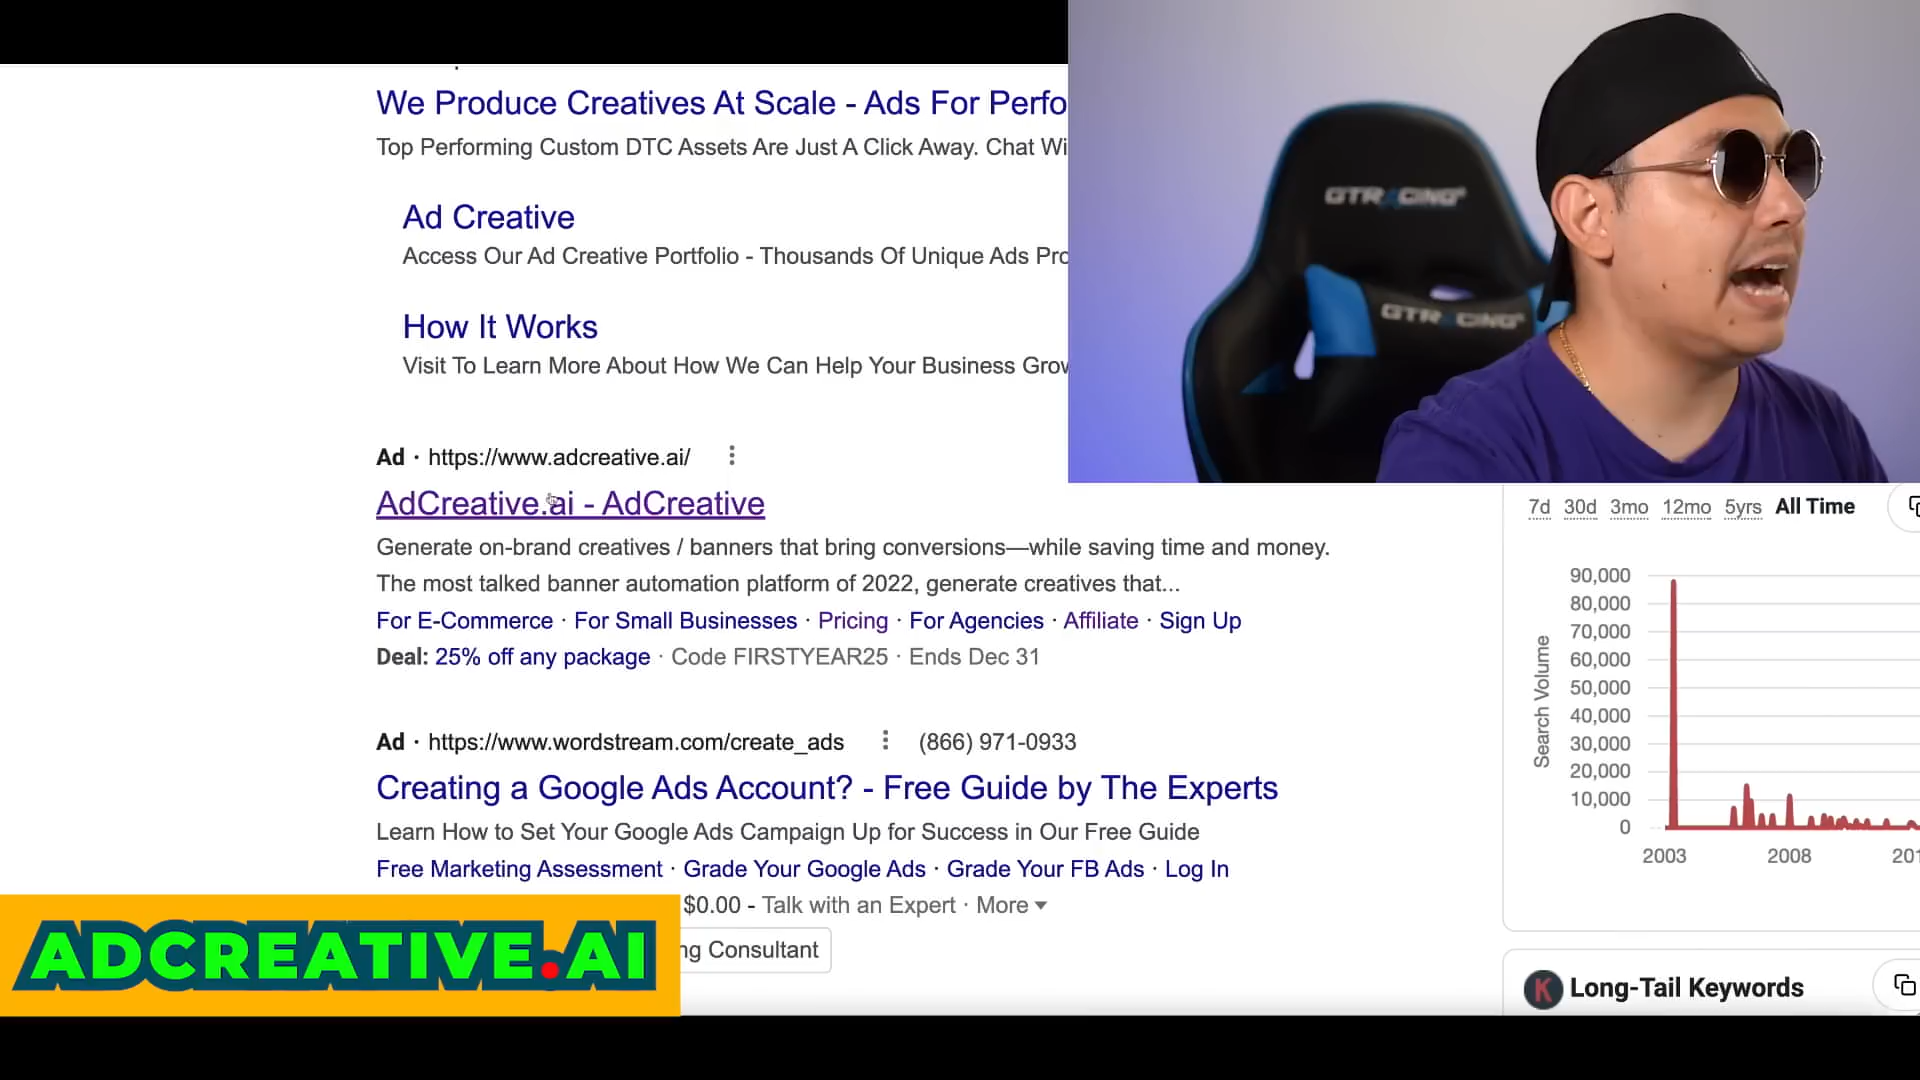 We Produce Creatives At Scale - Ads For Perfo
Top Performing Custom DTC Assets Are Just A Click Away. Chat Wi
Ad Creative
Access Our Ad Creative Portfolio - Thousands Of Unique Ads Pro
How It Works
Visit To Learn More About How We Can Help Your Business Grow
GTRACING
GTRACING
Ad · https://www.adcreative.ai/
AdCreative.ai - AdCreative
Generate on-brand creatives / banners that bring conversions—while saving time and money.
The most talked banner automation platform of 2022, generate creatives that...
For E-Commerce · For Small Businesses · Pricing · For Agencies · Affiliate · Sign Up
Deal: 25% off any package · Code FIRSTYEAR25 · Ends Dec 31
Ad · https://www.wordstream.com/create_ads (866) 971-0933
Creating a Google Ads Account? - Free Guide by The Experts
Learn How to Set Your Google Ads Campaign Up for Success in Our Free Guide
Free Marketing Assessment · Grade Your Google Ads · Grade Your FB Ads · Log In
$0.00 - Talk with an Expert · More
ng Consultant
ADCREATIVE.AI
7d 30d 3mo 12mo 5yrs All Time
Search Volume
90,000
80,000
70,000
60,000
50,000
40,000
30,000
20,000
10,000
0
2003 2008 201
K Long-Tail Keywords